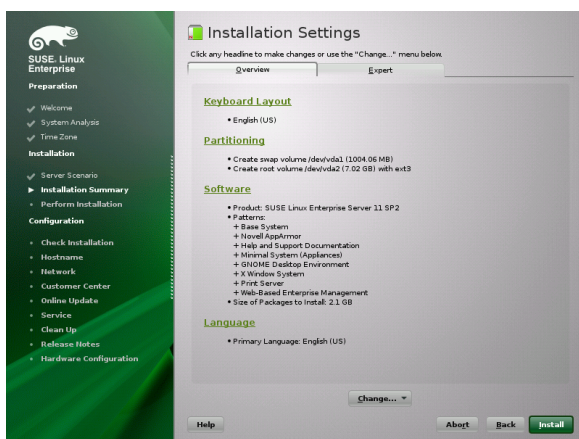 SUSE Linux
Enterprise
Preparation
Welcome
System Analysis
Time Zone
Installation
Server Scenario
Installation Summary
Perform Installation
Configuration
Check Installation
Hostname
Network
Customer Center
Online Update
Service
Clean Up
Release Notes
Hardware Configuration
Installation Settings
Click any headline to make changes or use the "Change..." menu below.
Overview
Expert
Keyboard Layout
• English (US)
Partitioning
• Create swap volume /dev/vda1 (1004.06 MB)
• Create root volume /dev/vda2 (7.02 GB) with ext3
Software
• Product: SUSE Linux Enterprise Server 11 SP2
• Patterns:
+ Base System
+ Novell AppArmor
+ Help and Support Documentation
+ Minimal System (Appliances)
+ GNOME Desktop Environment
+ X Window System
+ Print Server
+ Web-Based Enterprise Management
• Size of Packages to Install: 2.1 GB
Language
• Primary Language: English (US)
Change...
Help
Abort
Back
Install